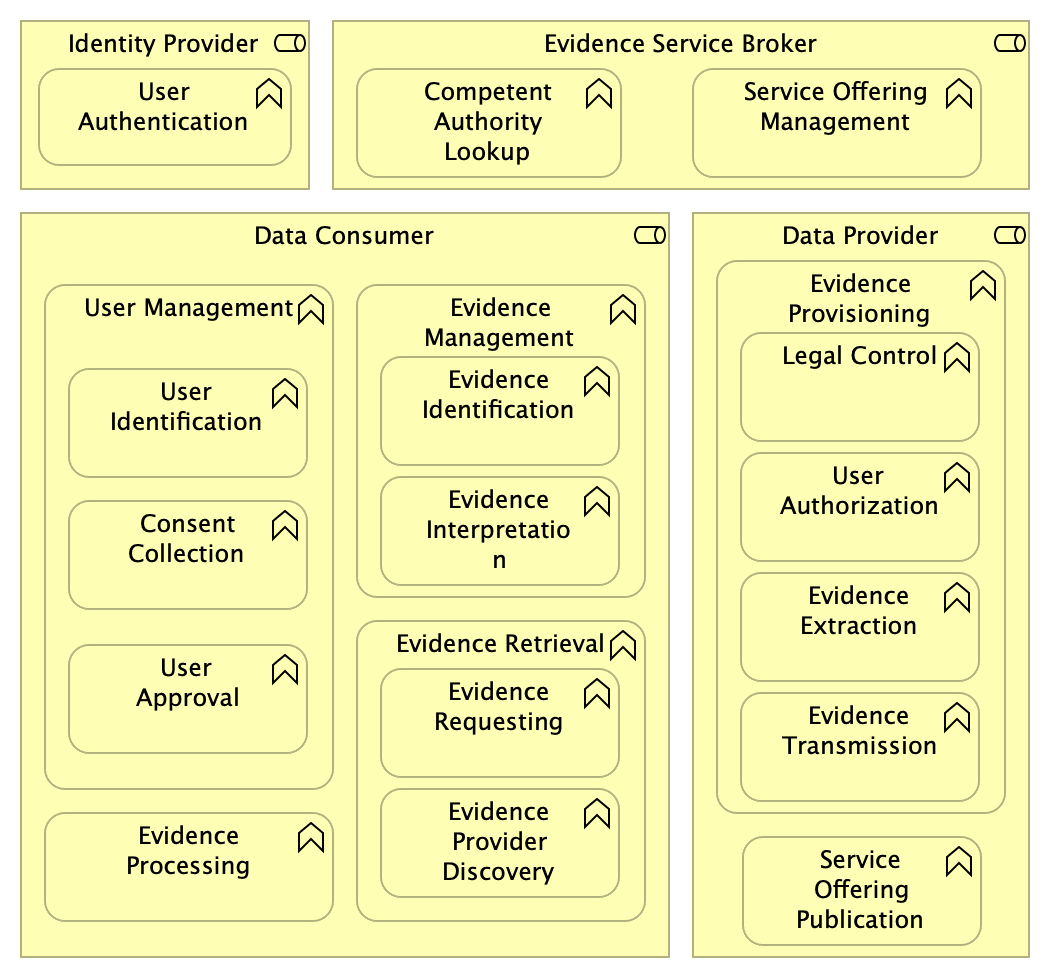 Identity Provider
User
Authentication
Evidence Service Broker
Competent
Authority
Lookup
Service Offering
Management
Data Consumer
User Management
User
Identification
Consent
Collection
User
Approval
Evidence
Processing
Evidence
Management
Evidence
Identification
Evidence
Interpretatio
n
Evidence Retrieval
Evidence
Requesting
Evidence
Provider
Discovery
Data Provider
Evidence
Provisioning
Legal Control
User
Authorization
Evidence
Extraction
Evidence
Transmission
Service
Offering
Publication